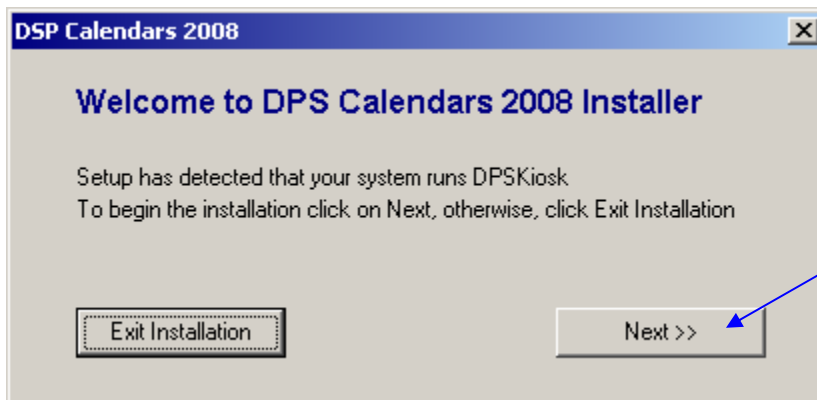 DSP Calendars 2008
Welcome to DPS Calendars 2008 Installer
Setup has detected that your system runs DPSKiosk
To begin the installation click on Next, otherwise, click Exit Installation
Exit Installation
Next >>